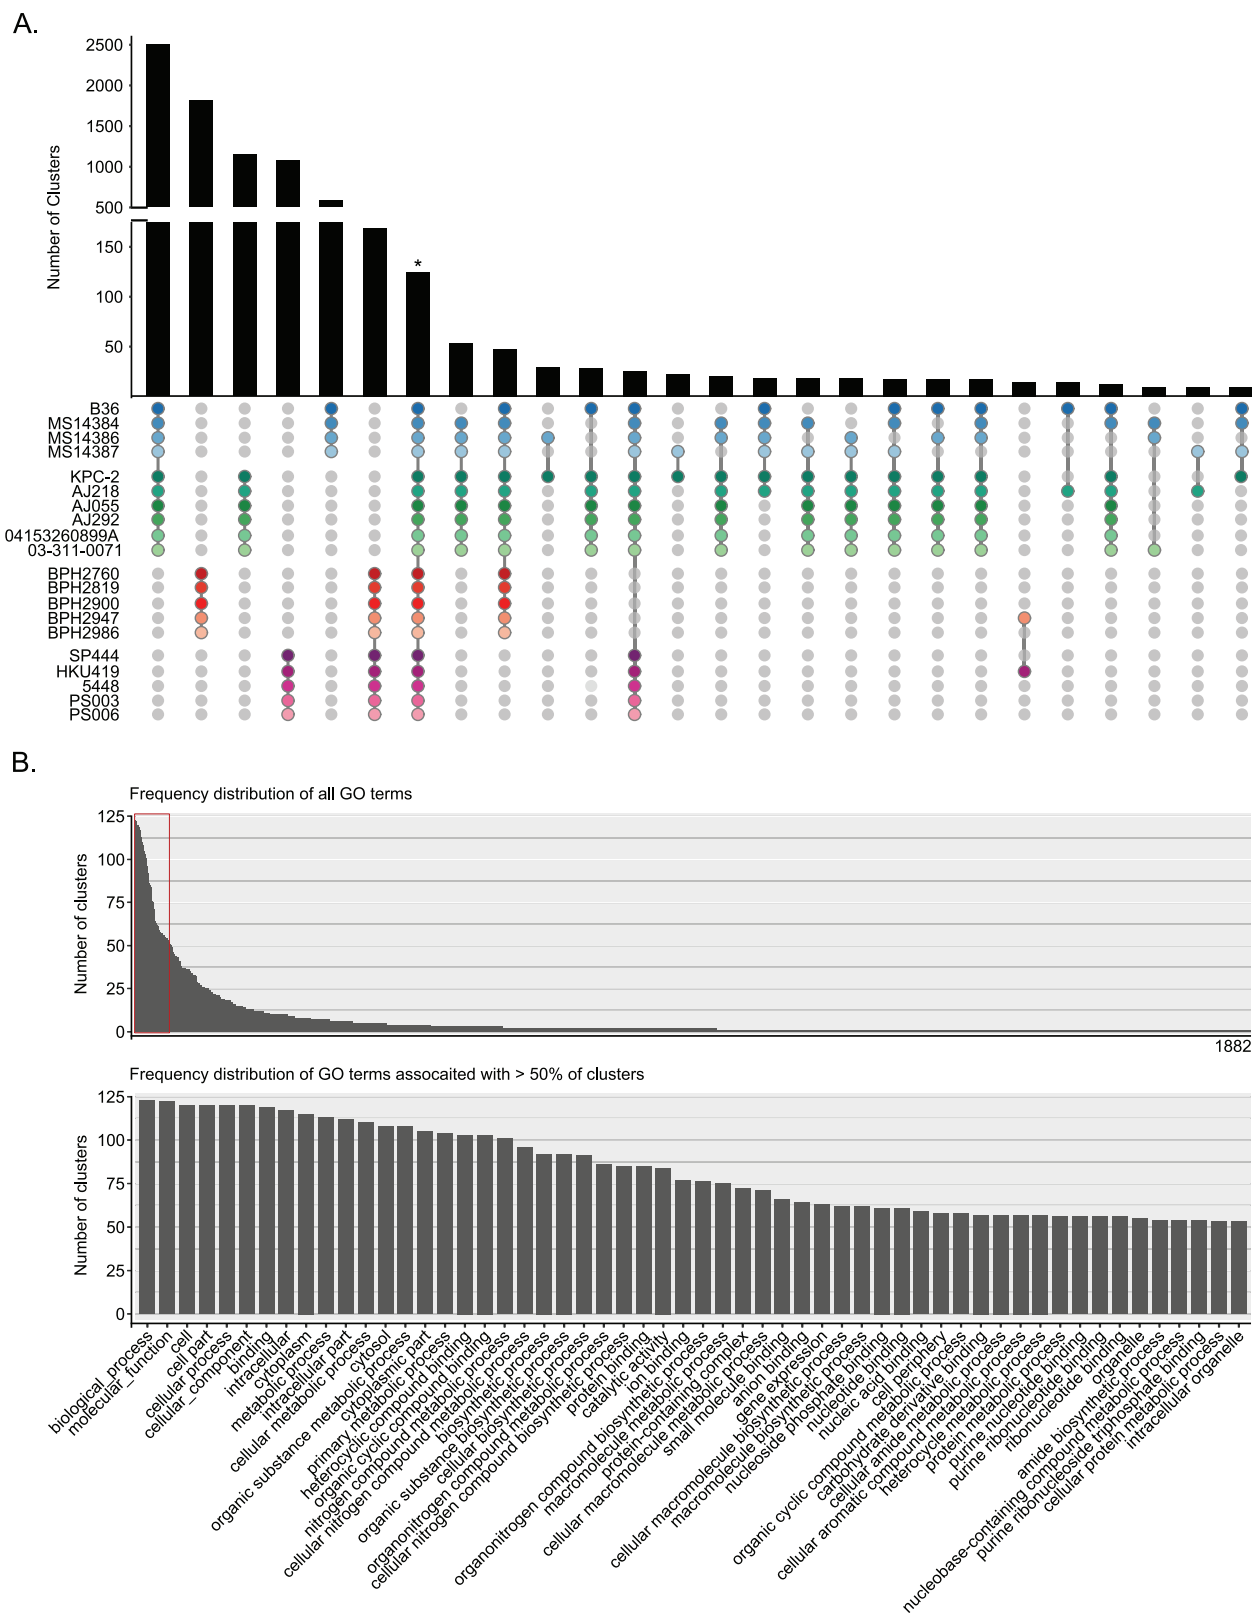 A.
2500
2000
1500
1000
500
150
100
50
Number of Clusters
*
B36
MS14384
MS14386
MS14387
KPC-2
AJ218
AJ055
AJ292
04153260899A
03-311-0071
BPH2760
BPH2819
BPH2900
BPH2947
BPH2986
SP444
HKU419
5448
PS003
PS006
B.
Frequency distribution of all GO terms
125
100
75
50
25
0
Number of clusters
1882
Frequency distribution of GO terms assocaited with > 50% of clusters
125
100
75
50
25
0
Number of clusters
biological_process
molecular_function
cell
cell part
cellular process
cellular_component
binding
intracellular
cytoplasm
metabolic process
intracellular part
cellular metabolic process
cytosol
organic substance metabolic process
cytoplasmic part
primary metabolic process
heterocyclic compound binding
organic cyclic compound binding
nitrogen compound metabolic process
cellular nitrogen compound metabolic process
biosynthetic process
organic substance biosynthetic process
cellular biosynthetic process
organonitrogen compound metabolic process
cellular nitrogen compound biosynthetic process
protein binding
catalytic activity
ion binding
organonitrogen compound biosynthetic process
macromolecule metabolic process
protein-containing complex
cellular macromolecule metabolic process
small molecule binding
anion binding
gene expression
cellular macromolecule biosynthetic process
macromolecule biosynthetic process
nucleoside phosphate binding
nucleotide binding
nucleic acid binding
cell periphery
organic cyclic compound metabolic process
carbohydrate derivative binding
cellular amide metabolic process
cellular aromatic compound metabolic process
heterocycle metabolic process
protein metabolic process
purine nucleotide binding
purine ribonucleotide binding
ribonucleotide binding
organelle
amide biosynthetic process
nucleobase-containing compound metabolic process
purine ribonucleoside triphosphate binding
cellular protein metabolic process
intracellular organelle